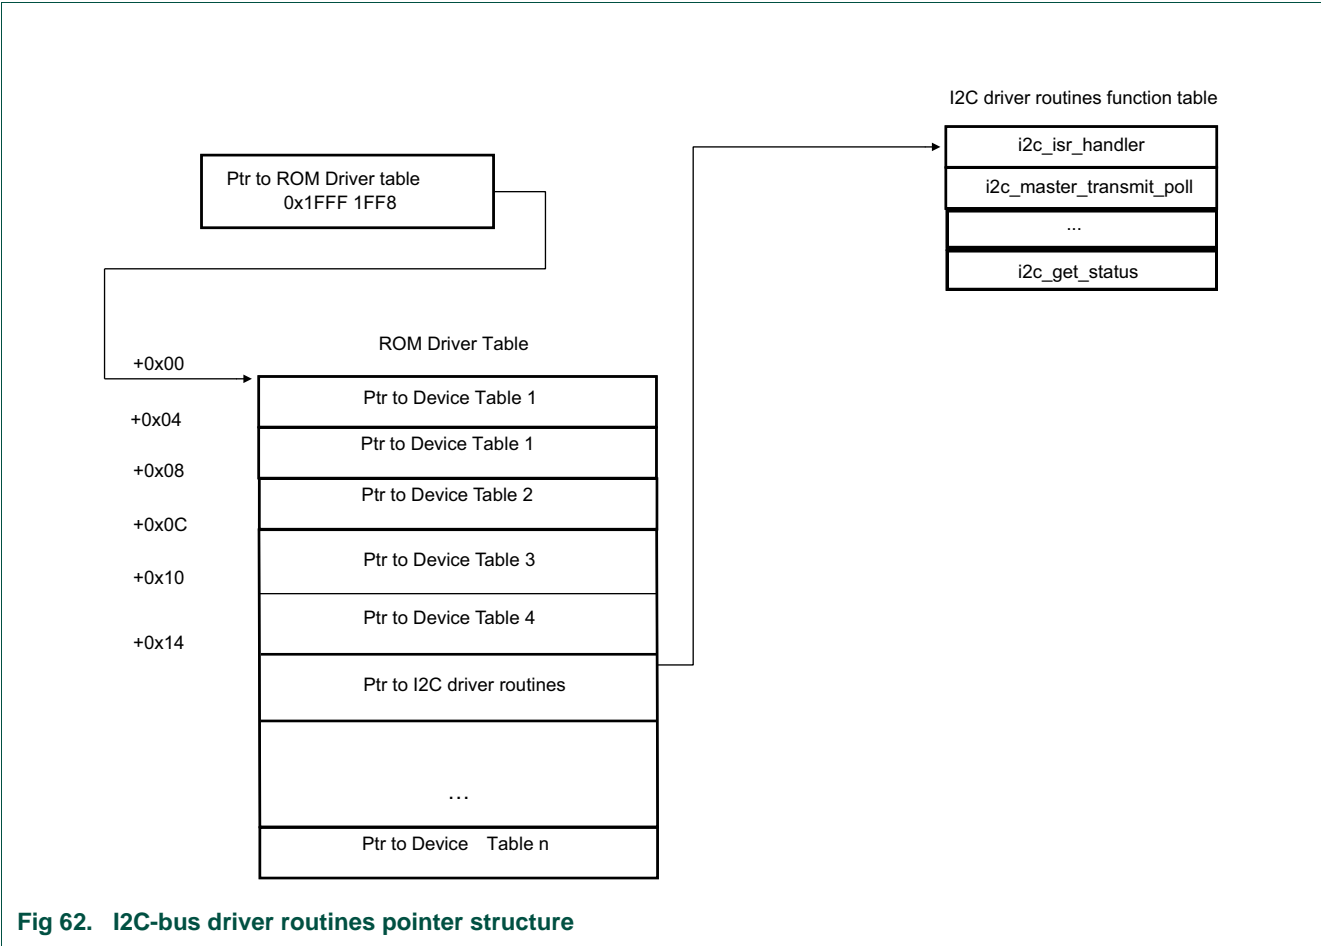 I2C driver routines function table
i2c_isr_handler
i2c_master_transmit_poll
...
i2c_get_status
Ptr to ROM Driver table
0x1FFF 1FF8
ROM Driver Table
+0x00
Ptr to Device Table 1
+0x04
Ptr to Device Table 1
+0x08
Ptr to Device Table 2
+0x0C
Ptr to Device Table 3
+0x10
Ptr to Device Table 4
+0x14
Ptr to I2C driver routines
...
Ptr to Device Table n
Fig 62. I2C-bus driver routines pointer structure